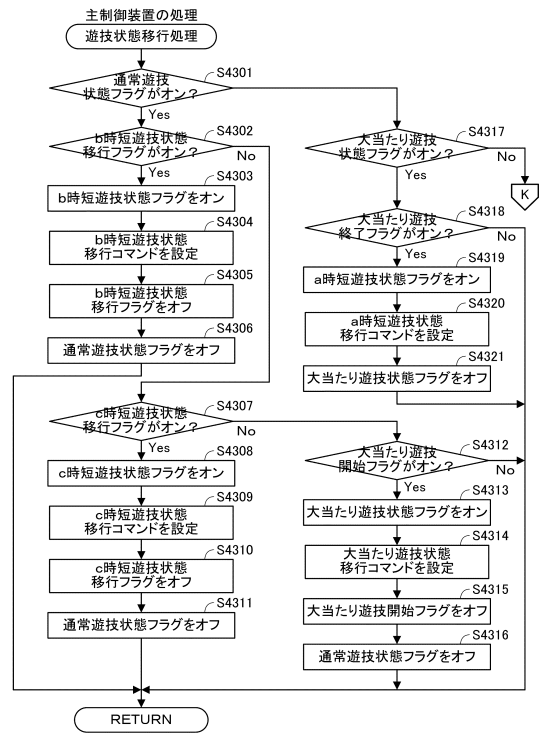 主制御装置の処理
遊技状態移行処理
S4301
通常遊技
状態フラグがオン？
Yes
S4302
b時短遊技状態
移行フラグがオン？
No
Yes
S4303
b時短遊技状態フラグをオン
S4304
b時短遊技状態
移行コマンドを設定
S4305
b時短遊技状態
移行フラグをオフ
S4306
通常遊技状態フラグをオフ
S4307
c時短遊技状態
移行フラグがオン？
No
Yes
S4308
c時短遊技状態フラグをオン
S4309
c時短遊技状態
移行コマンドを設定
S4310
c時短遊技状態
移行フラグをオフ
S4311
通常遊技状態フラグをオフ
S4317
大当たり遊技
状態フラグがオン？
No
Yes
K
S4318
大当たり遊技
終了フラグがオン？
No
Yes
S4319
a時短遊技状態フラグをオン
S4320
a時短遊技状態
移行コマンドを設定
S4321
大当たり遊技状態フラグをオフ
S4312
大当たり遊技
開始フラグがオン？
No
Yes
S4313
大当たり遊技状態フラグをオン
S4314
大当たり遊技状態
移行コマンドを設定
S4315
大当たり遊技開始フラグをオフ
S4316
通常遊技状態フラグをオフ
RETURN